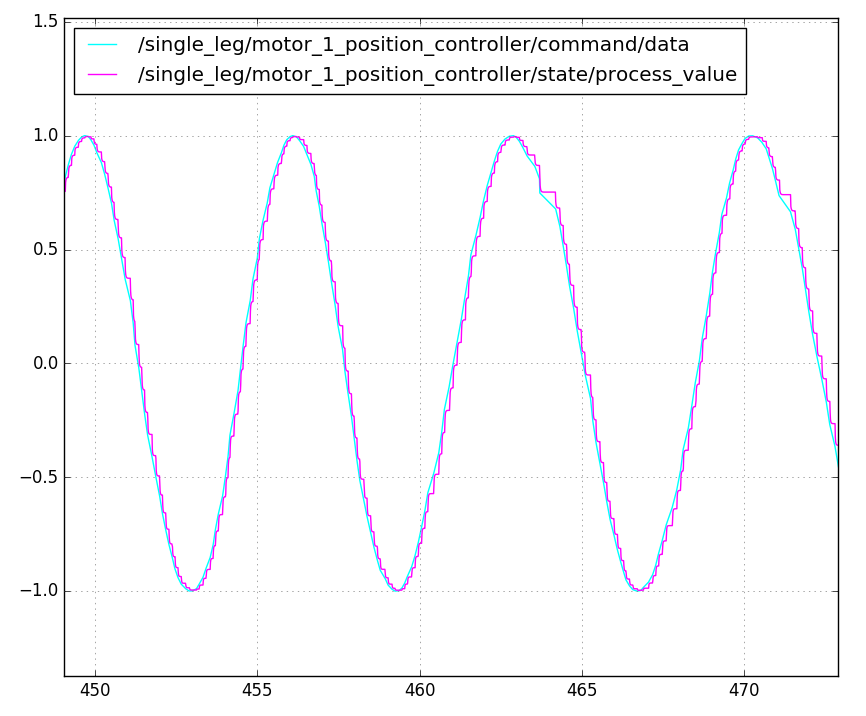 /single_leg/motor_1_position_controller/command/data
/single_leg/motor_1_position_controller/state/process_value
1.5
1.0
0.5
0.0
−0.5
−1.0
450 455 460 465 470